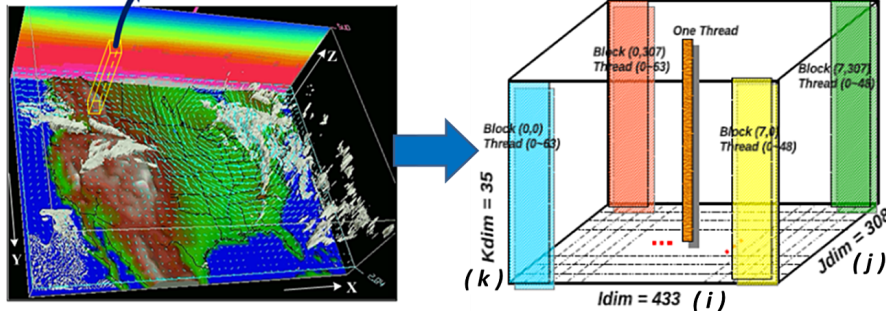 Z
Y
X
One Thread
Block (0,307)
Thread (0~63)
Block (7,307)
Thread (0~48)
Block (0,0)
Thread (0~63)
Block (7,0)
Thread (0~48)
Kdim = 35
(k)
Idim = 433 (i)
Jdim = 308
(j)